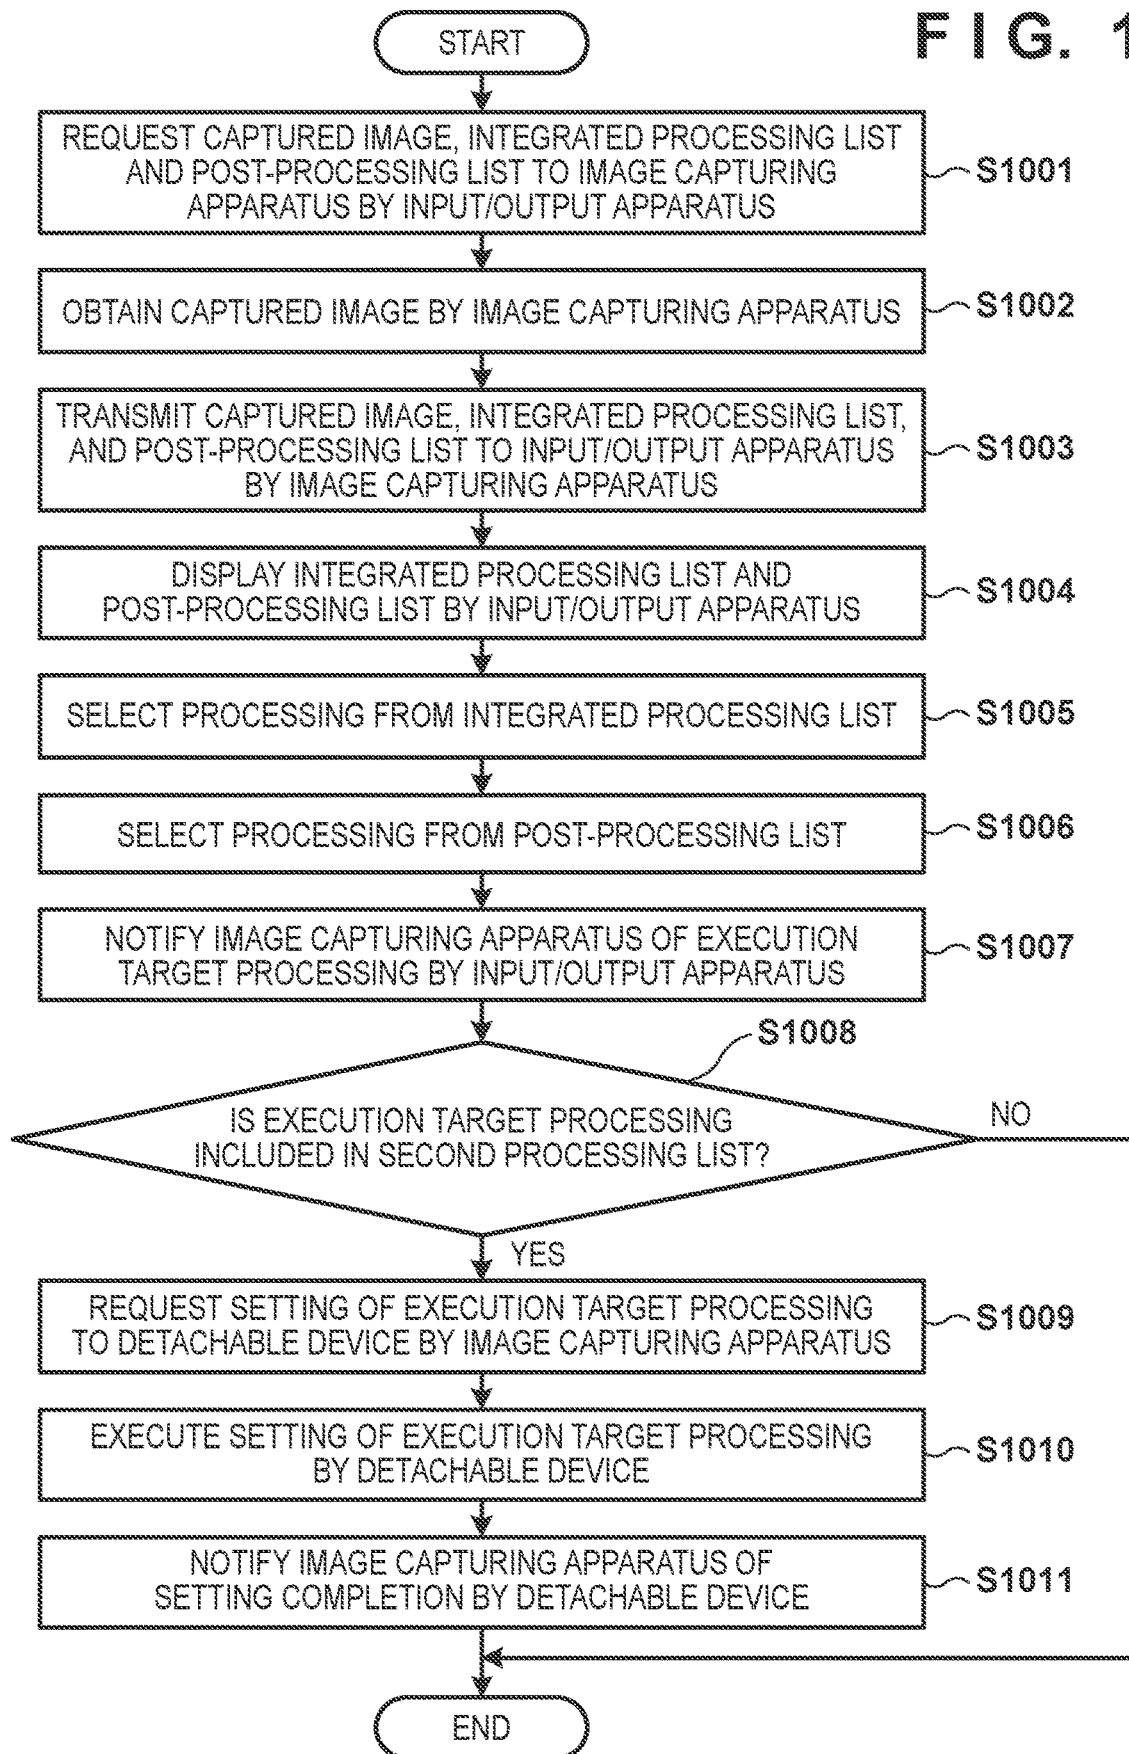 START
FIG. 1
REQUEST CAPTURED IMAGE, INTEGRATED PROCESSING LIST
AND POST-PROCESSING LIST TO IMAGE CAPTURING
APPARATUS BY INPUT/OUTPUT APPARATUS
S1001
OBTAIN CAPTURED IMAGE BY IMAGE CAPTURING APPARATUS
S1002
TRANSMIT CAPTURED IMAGE, INTEGRATED PROCESSING LIST,
AND POST-PROCESSING LIST TO INPUT/OUTPUT APPARATUS
BY IMAGE CAPTURING APPARATUS
S1003
DISPLAY INTEGRATED PROCESSING LIST AND
POST-PROCESSING LIST BY INPUT/OUTPUT APPARATUS
S1004
SELECT PROCESSING FROM INTEGRATED PROCESSING LIST
S1005
SELECT PROCESSING FROM POST-PROCESSING LIST
S1006
NOTIFY IMAGE CAPTURING APPARATUS OF EXECUTION
TARGET PROCESSING BY INPUT/OUTPUT APPARATUS
S1007
S1008
IS EXECUTION TARGET PROCESSING
INCLUDED IN SECOND PROCESSING LIST?
NO
YES
REQUEST SETTING OF EXECUTION TARGET PROCESSING
TO DETACHABLE DEVICE BY IMAGE CAPTURING APPARATUS
S1009
EXECUTE SETTING OF EXECUTION TARGET PROCESSING
BY DETACHABLE DEVICE
S1010
NOTIFY IMAGE CAPTURING APPARATUS OF
SETTING COMPLETION BY DETACHABLE DEVICE
S1011
END